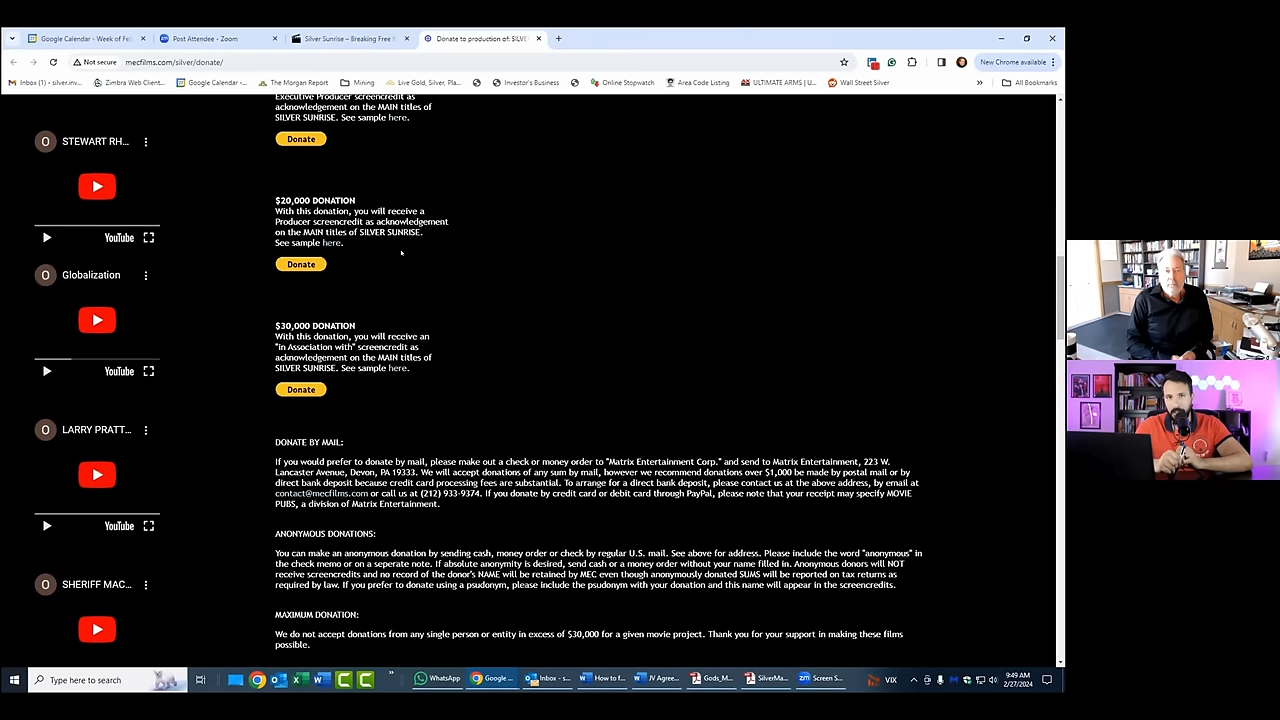 Google Calendar - Week of Fe
Post Attendee - Zoom
Silver Sunrise – Breaking Free
Donate to production of: SILVE
Not secure
mecfilms.com/silver/donate/
New Chrome available
Inbox (1) - silver.inv...
Zimbra Web Client...
Google Calendar -...
The Morgan Report
Mining
Live Gold, Silver, Pla...
Investor's Business
Online Stopwatch
Area Code Listing
ULTIMATE ARMS | U...
Wall Street Silver
»
All Bookmarks
Executive Producer screencredit as
acknowledgement on the MAIN titles of
SILVER SUNRISE. See sample here.
Donate
O STEWART RH...
YouTube
$20,000 DONATION
With this donation, you will receive a
Producer screencredit as acknowledgement
on the MAIN titles of SILVER SUNRISE.
See sample here.
Donate
O Globalization
YouTube
$30,000 DONATION
With this donation, you will receive an
"In Association with" screencredit as
acknowledgement on the MAIN titles of
SILVER SUNRISE. See sample here.
Donate
O LARRY PRATT...
YouTube
DONATE BY MAIL:
If you would prefer to donate by mail, please make out a check or money order to "Matrix Entertainment Corp." and send to Matrix Entertainment, 223 W.
Lancaster Avenue, Devon, PA 19333. We will accept donations of any sum by mail, however we recommend donations over $1,000 be made by postal mail or by
direct bank deposit because credit card processing fees are substantial. To arrange for a direct bank deposit, please contact us at the above address, by email at
contact@mecfilms.com or call us at (212) 933-9374. If you donate by credit card or debit card through PayPal, please note that your receipt may specify MOVIE
PUBS, a division of Matrix Entertainment.
ANONYMOUS DONATIONS:
You can make an anonymous donation by sending cash, money order or check by regular U.S. mail. See above for address. Please include the word "anonymous" in
the check memo or on a seperate note. If absolute anonymity is desired, send cash or a money order without your name filled in. Anonymous donors will NOT
receive screencredits and no record of the donor's NAME will be retained by MEC even though anonymously donated SUMS will be reported on tax returns as
required by law. If you prefer to donate using a psudonym, please include the psudonym with your donation and this name will appear in the screencredits.
O SHERIFF MAC...
MAXIMUM DONATION:
We do not accept donations from any single person or entity in excess of $30,000 for a given movie project. Thank you for your support in making these films
possible.
Type here to search
»
WhatsApp
Google ...
Inbox - s...
How to f...
JV Agree...
Gods_M...
SilverMa...
Screen S...
VIX
9:49 AM
2/27/2024